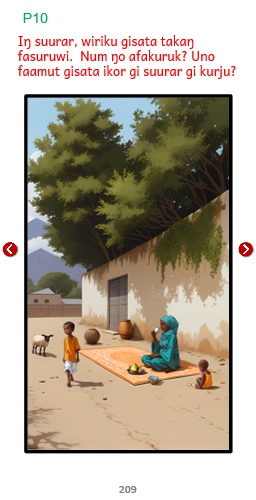 P10
Iŋ suurar, wiriku gisata takaŋ
fasuruwi.  Num ŋo afakuruk? Uno
faamut gisata ikor gi suurar gi kurju?
209